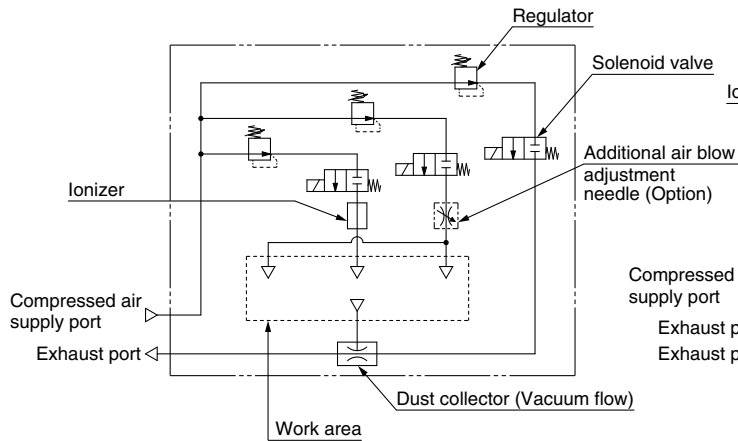 Regulator
Solenoid valve
Additional air blow
adjustment
needle (Option)
Ionizer
Compressed air
supply port
Exhaust port
Dust collector (Vacuum flow)
Work area
Compressed
supply port
Exhaust
Exhaust